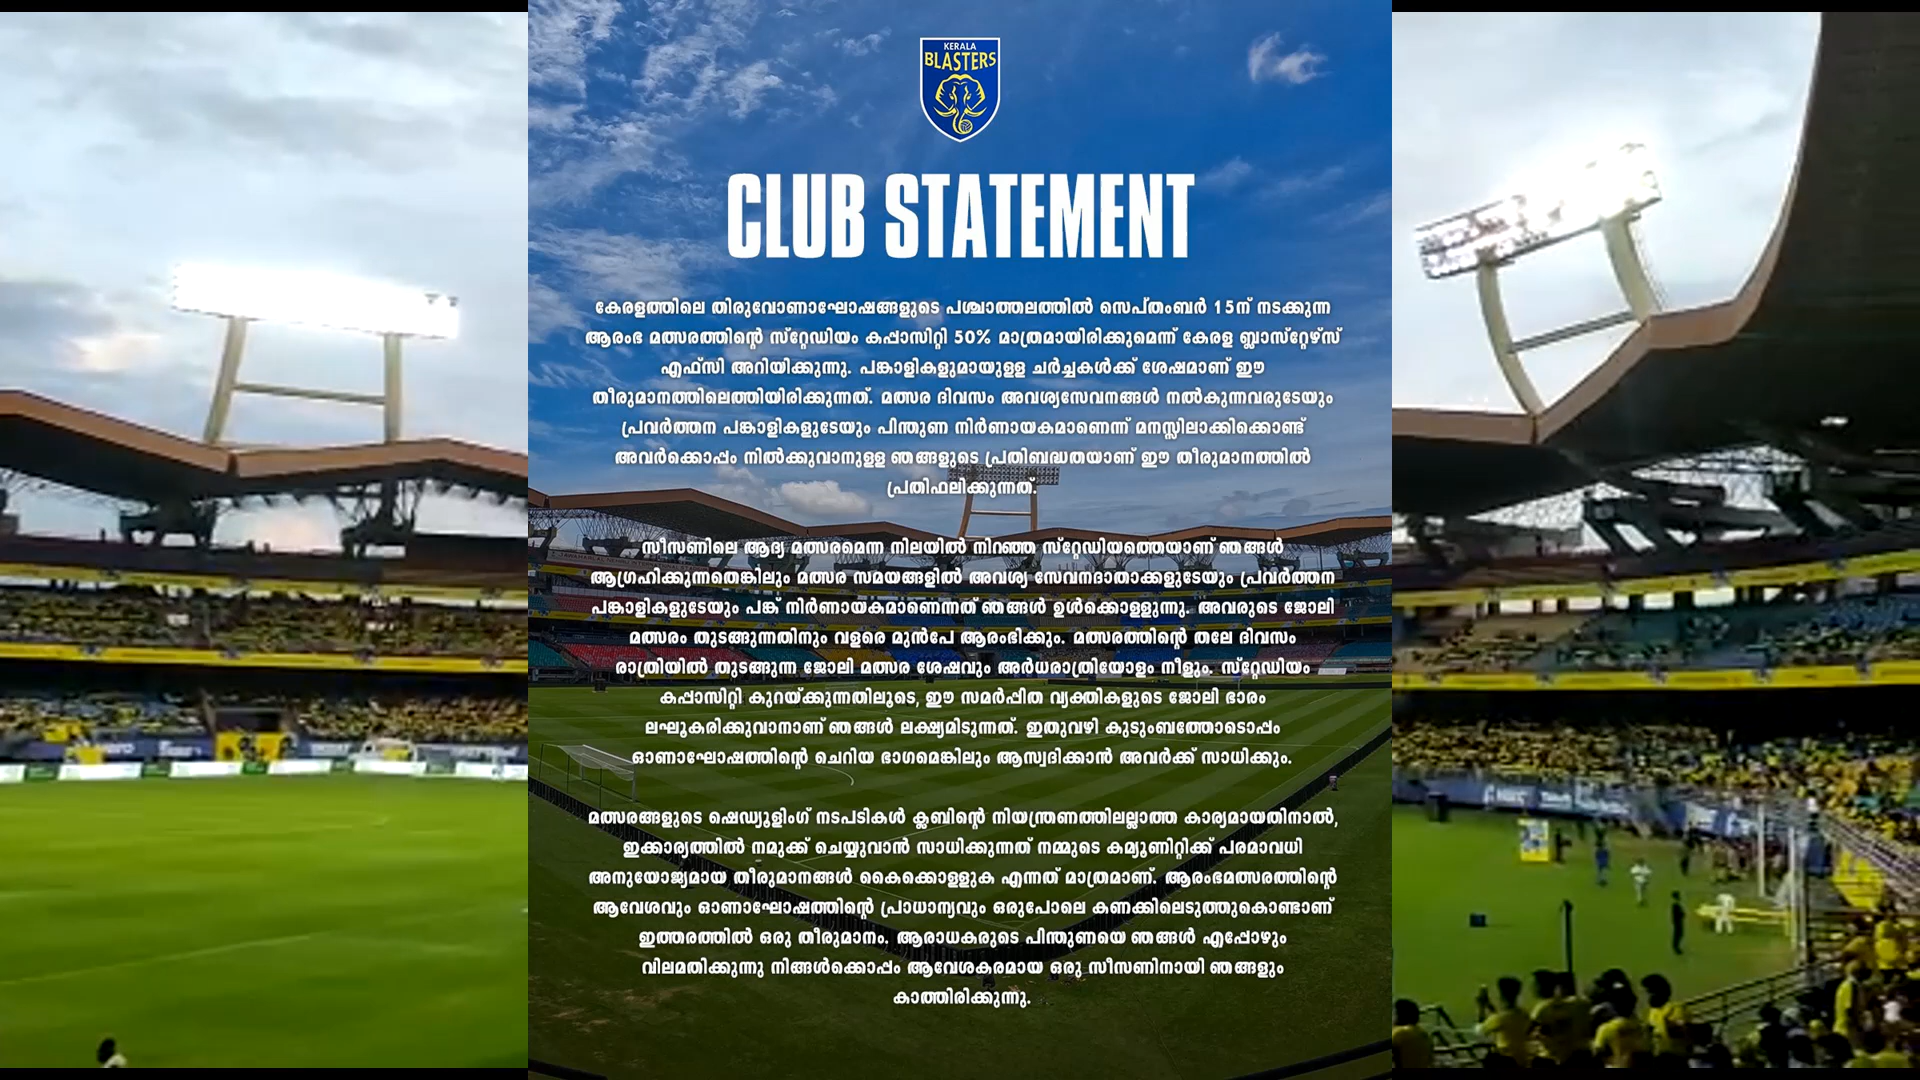 KERALA
BLASTERS
CLUB STATEMENT
കേരളത്തിലെ തിരുവോണാഘോഷങ്ങളുടെ പശ്ചാത്തലത്തിൽ സെപ്തംബർ 15ന് നടക്കുന്ന
ആരംഭ മത്സരത്തിന്റെ സ്റ്റേഡിയം കപ്പാസിറ്റി 50% മാത്രമായിരിക്കുമെന്ന് കേരള ബ്ലാസ്റ്റേഴ്സ്
എഫ്സി അറിയിക്കുന്നു. പങ്കാളികളുമായുളള ചർച്ചകൾക്ക് ശേഷമാണ് ഈ
തീരുമാനത്തിലെത്തിയിരിക്കുന്നത്. മത്സര ദിവസം അവശ്യസേവനങ്ങൾ നൽകുന്നവരുടേയും
പ്രവർത്തന പങ്കാളികളുടേയും പിന്തുണ നിർണായകമാണെന്ന് മനസ്സിലാക്കിക്കൊണ്ട്
അവർക്കൊപ്പം നിൽക്കുവാനുളള ഞങ്ങളുടെ പ്രതിബദ്ധതയാണ് ഈ തീരുമാനത്തിൽ
പ്രതിഫലിക്കുന്നത്.
സീസണിലെ ആദ്യ മത്സരമെന്ന നിലയിൽ നിറഞ്ഞ സ്റ്റേഡിയത്തെയാണ് ഞങ്ങൾ
ആഗ്രഹിക്കുന്നതെങ്കിലും മത്സര സമയങ്ങളിൽ അവശ്യ സേവനദാതാക്കളുടേയും പ്രവർത്തന
പങ്കാളികളുടേയും പങ്ക് നിർണായകമാണെന്നത് ഞങ്ങൾ ഉൾക്കൊളളുന്നു. അവരുടെ ജോലി
മത്സരം തുടങ്ങുന്നതിനും വളരെ മുൻപേ ആരംഭിക്കും. മത്സരത്തിന്റെ തലേ ദിവസം
രാത്രിയിൽ തുടങ്ങുന്ന ജോലി മത്സര ശേഷവും അർധരാത്രിയോളം നീളും. സ്റ്റേഡിയം
കപ്പാസിറ്റി കുറയ്ക്കുന്നതിലൂടെ, ഈ സമർപ്പിത വ്യക്തികളുടെ ജോലി ഭാരം
ലഘൂകരിക്കുവാനാണ് ഞങ്ങൾ ലക്ഷ്യമിടുന്നത്. ഇതുവഴി കുടുംബത്തോടൊപ്പം
ഓണാഘോഷത്തിന്റെ ചെറിയ ഭാഗമെങ്കിലും ആസ്വദിക്കാൻ അവർക്ക് സാധിക്കും.
മത്സരങ്ങളുടെ ഷെഡ്യൂളിംഗ് നടപടികൾ ക്ലബിന്റെ നിയന്ത്രണത്തിലല്ലാത്ത കാര്യമായതിനാൽ,
ഇക്കാര്യത്തിൽ നമുക്ക് ചെയ്യുവാൻ സാധിക്കുന്നത് നമ്മുടെ കമ്യൂണിറ്റിക്ക് പരമാവധി
അനുയോജ്യമായ തീരുമാനങ്ങൾ കൈക്കൊളളുക എന്നത് മാത്രമാണ്. ആരംഭമത്സരത്തിന്റെ
ആവേശവും ഓണാഘോഷത്തിന്റെ പ്രാധാന്യവും ഒരുപോലെ കണക്കിലെടുത്തുകൊണ്ടാണ്
ഇത്തരത്തിൽ ഒരു തീരുമാനം. ആരാധകരുടെ പിന്തുണയെ ഞങ്ങൾ എപ്പോഴും
വിലമതിക്കുന്നു നിങ്ങൾക്കൊപ്പം ആവേശകരമായ ഒരു സീസണിനായി ഞങ്ങളും
കാത്തിരിക്കുന്നു.